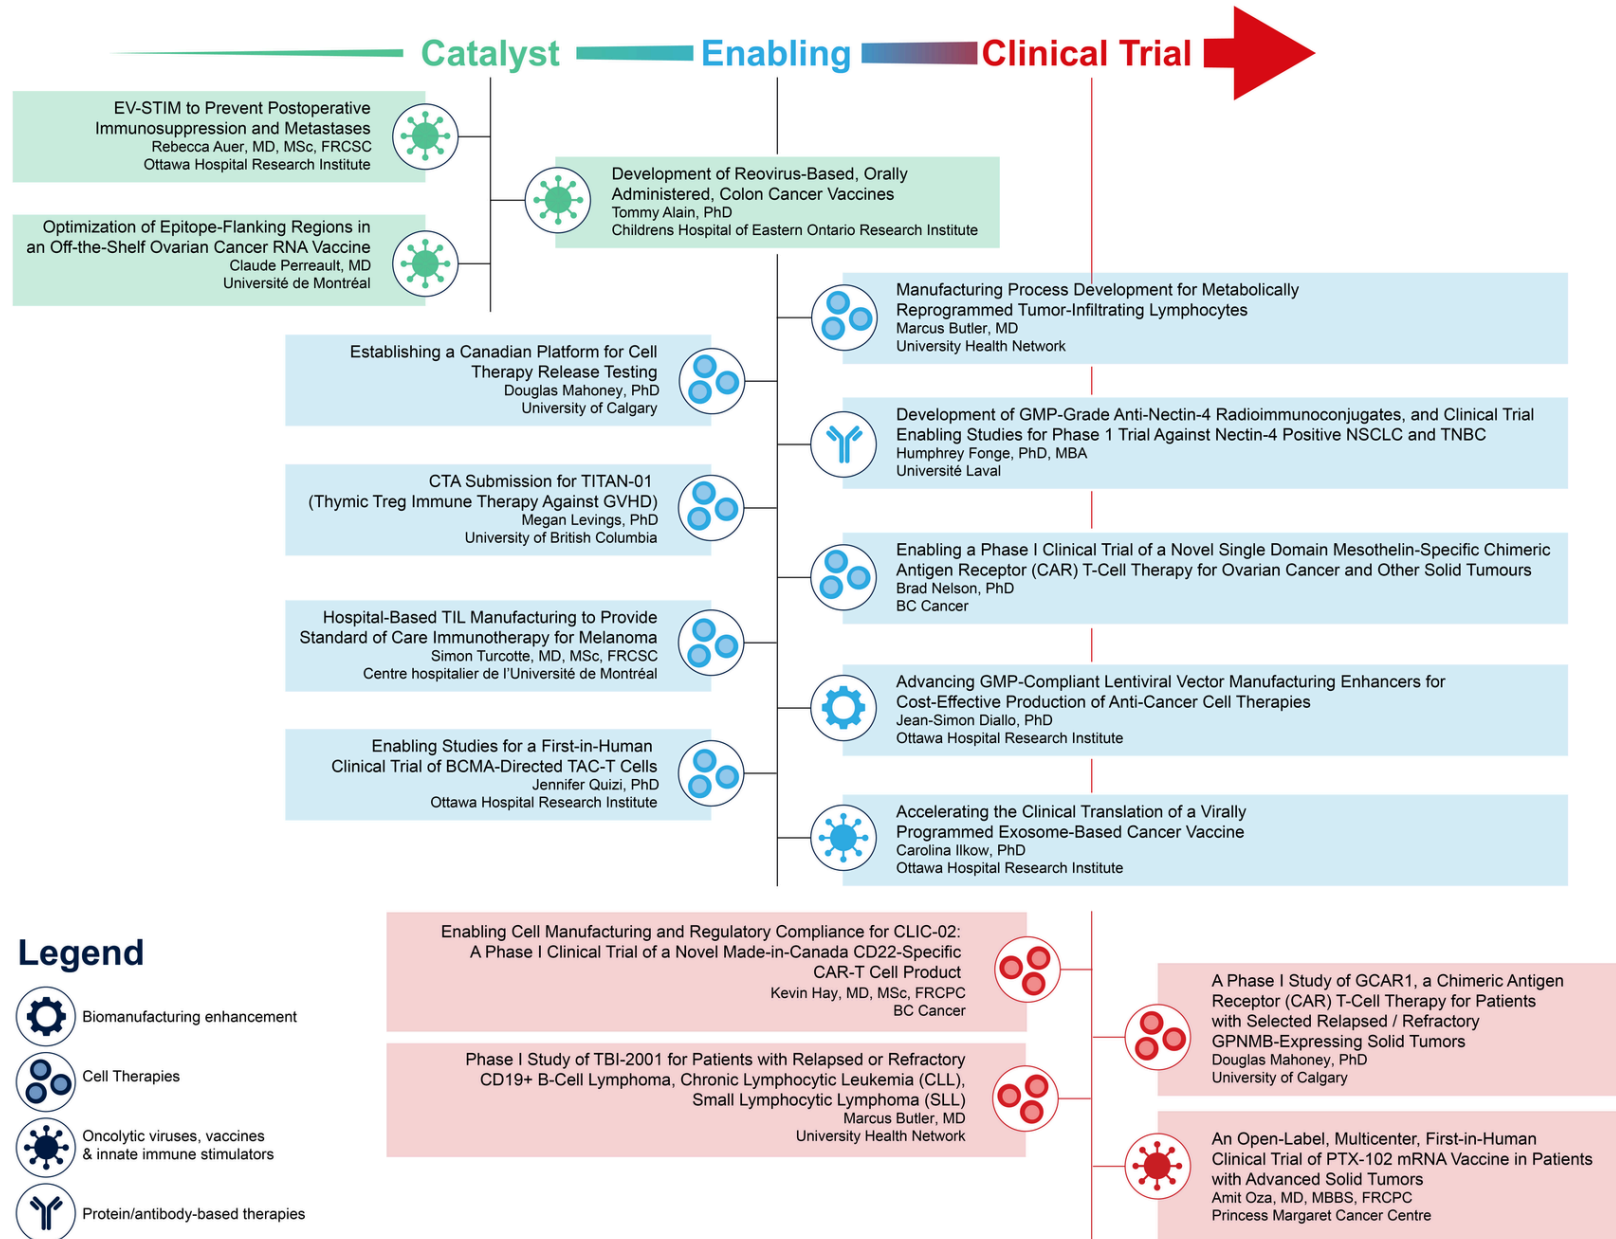 Catalyst
Enabling
Clinical Trial
EV-STIM to Prevent Postoperative
Immunosuppression and Metastases
Rebecca Auer, MD, MSc, FRCSC
Ottawa Hospital Research Institute
Development of Reovirus-Based, Orally
Administered, Colon Cancer Vaccines
Tommy Alain, PhD
Childrens Hospital of Eastern Ontario Research Institute
Optimization of Epitope-Flanking Regions in
an Off-the-Shelf Ovarian Cancer RNA Vaccine
Claude Perreault, MD
Université de Montréal
Manufacturing Process Development for Metabolically
Reprogrammed Tumor-Infiltrating Lymphocytes
Marcus Butler, MD
University Health Network
Establishing a Canadian Platform for Cell
Therapy Release Testing
Douglas Mahoney, PhD
University of Calgary
Development of GMP-Grade Anti-Nectin-4 Radioimmunoconjugates, and Clinical Trial
Enabling Studies for Phase 1 Trial Against Nectin-4 Positive NSCLC and TNBC
Humphrey Fonge, PhD, MBA
Université Laval
CTA Submission for TITAN-01
(Thymic Treg Immune Therapy Against GVHD)
Megan Levings, PhD
University of British Columbia
Enabling a Phase I Clinical Trial of a Novel Single Domain Mesothelin-Specific Chimeric
Antigen Receptor (CAR) T-Cell Therapy for Ovarian Cancer and Other Solid Tumours
Brad Nelson, PhD
BC Cancer
Hospital-Based TIL Manufacturing to Provide
Standard of Care Immunotherapy for Melanoma
Simon Turcotte, MD, MSc, FRCSC
Centre hospitalier de l'Université de Montréal
Advancing GMP-Compliant Lentiviral Vector Manufacturing Enhancers for
Cost-Effective Production of Anti-Cancer Cell Therapies
Jean-Simon Diallo, PhD
Ottawa Hospital Research Institute
Enabling Studies for a First-in-Human
Clinical Trial of BCMA-Directed TAC-T Cells
Jennifer Quizi, PhD
Ottawa Hospital Research Institute
Accelerating the Clinical Translation of a Virally
Programmed Exosome-Based Cancer Vaccine
Carolina Ilkow, PhD
Ottawa Hospital Research Institute
Enabling Cell Manufacturing and Regulatory Compliance for CLIC-02:
A Phase I Clinical Trial of a Novel Made-in-Canada CD22-Specific
CAR-T Cell Product
Kevin Hay, MD, MSc, FRCPC
BC Cancer
A Phase I Study of GCAR1, a Chimeric Antigen
Receptor (CAR) T-Cell Therapy for Patients
with Selected Relapsed / Refractory
GPNMB-Expressing Solid Tumors
Douglas Mahoney, PhD
University of Calgary
Phase I Study of TBI-2001 for Patients with Relapsed or Refractory
CD19+ B-Cell Lymphoma, Chronic Lymphocytic Leukemia (CLL),
Small Lymphocytic Lymphoma (SLL)
Marcus Butler, MD
University Health Network
An Open-Label, Multicenter, First-in-Human
Clinical Trial of PTX-102 mRNA Vaccine in Patients
with Advanced Solid Tumors
Amit Oza, MD, MBBS, FRCPC
Princess Margaret Cancer Centre
Legend
Biomanufacturing enhancement
Cell Therapies
Oncolytic viruses, vaccines
& innate immune stimulators
Protein/antibody-based therapies